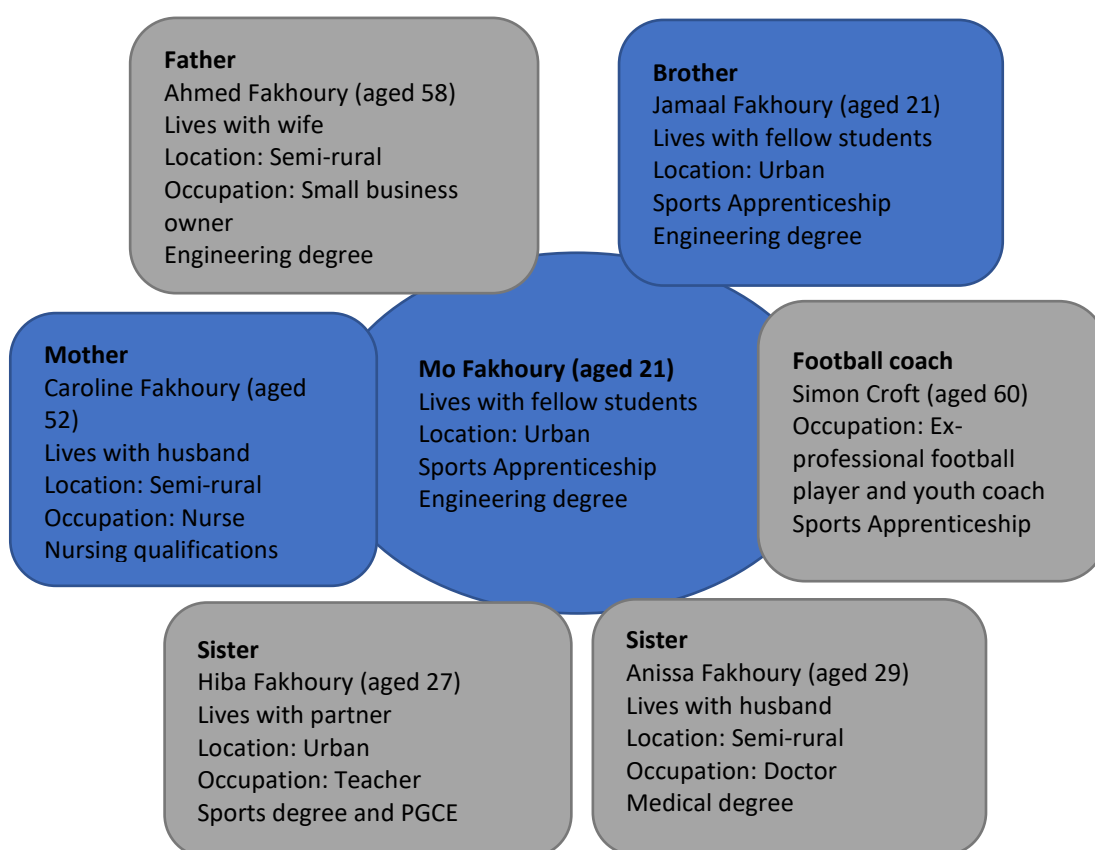 Father
Ahmed Fakhoury (aged 58)
Lives with wife
Location: Semi-rural
Occupation: Small business
owner
Engineering degree
Brother
Jamaal Fakhoury (aged 21)
Lives with fellow students
Location: Urban
Sports Apprenticeship
Engineering degree
Mother
Caroline Fakhoury (aged
52)
Lives with husband
Location: Semi-rural
Occupation: Nurse
Nursing qualifications
Mo Fakhoury (aged 21)
Lives with fellow students
Location: Urban
Sports Apprenticeship
Engineering degree
Football coach
Simon Croft (aged 60)
Occupation: Ex-
professional football
player and youth coach
Sports Apprenticeship
Sister
Hiba Fakhoury (aged 27)
Lives with partner
Location: Urban
Occupation: Teacher
Sports degree and PGCE
Sister
Anissa Fakhoury (aged 29)
Lives with husband
Location: Semi-rural
Occupation: Doctor
Medical degree